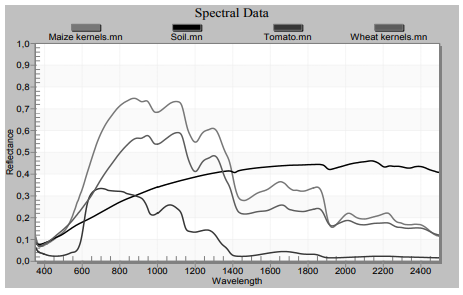 Spectral Data
Maize kernels.mn Soil.mn Tomato.mn Wheat kernels.mn
1,0
0,9
0,8
0,7
0,6
0,5
0,4
0,3
0,2
0,1
0,0
Reflectance
400 600 800 1000 1200 1400 1600 1800 2000 2200 2400
Wavelength